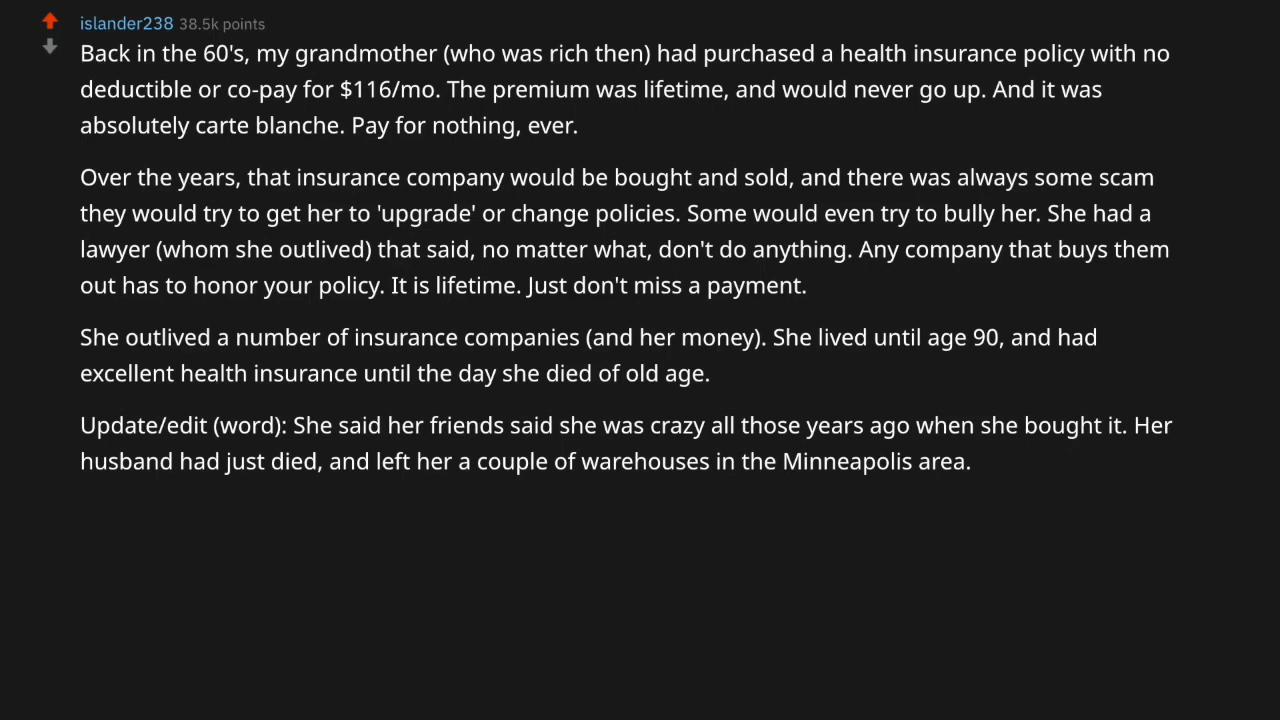 islander238 38.5k points
Back in the 60's, my grandmother (who was rich then) had purchased a health insurance policy with no
deductible or co-pay for $116/mo. The premium was lifetime, and would never go up. And it was
absolutely carte blanche. Pay for nothing, ever.
Over the years, that insurance company would be bought and sold, and there was always some scam
they would try to get her to 'upgrade' or change policies. Some would even try to bully her. She had a
lawyer (whom she outlived) that said, no matter what, don't do anything. Any company that buys them
out has to honor your policy. It is lifetime. Just don't miss a payment.
She outlived a number of insurance companies (and her money). She lived until age 90, and had
excellent health insurance until the day she died of old age.
Update/edit (word): She said her friends said she was crazy all those years ago when she bought it. Her
husband had just died, and left her a couple of warehouses in the Minneapolis area.